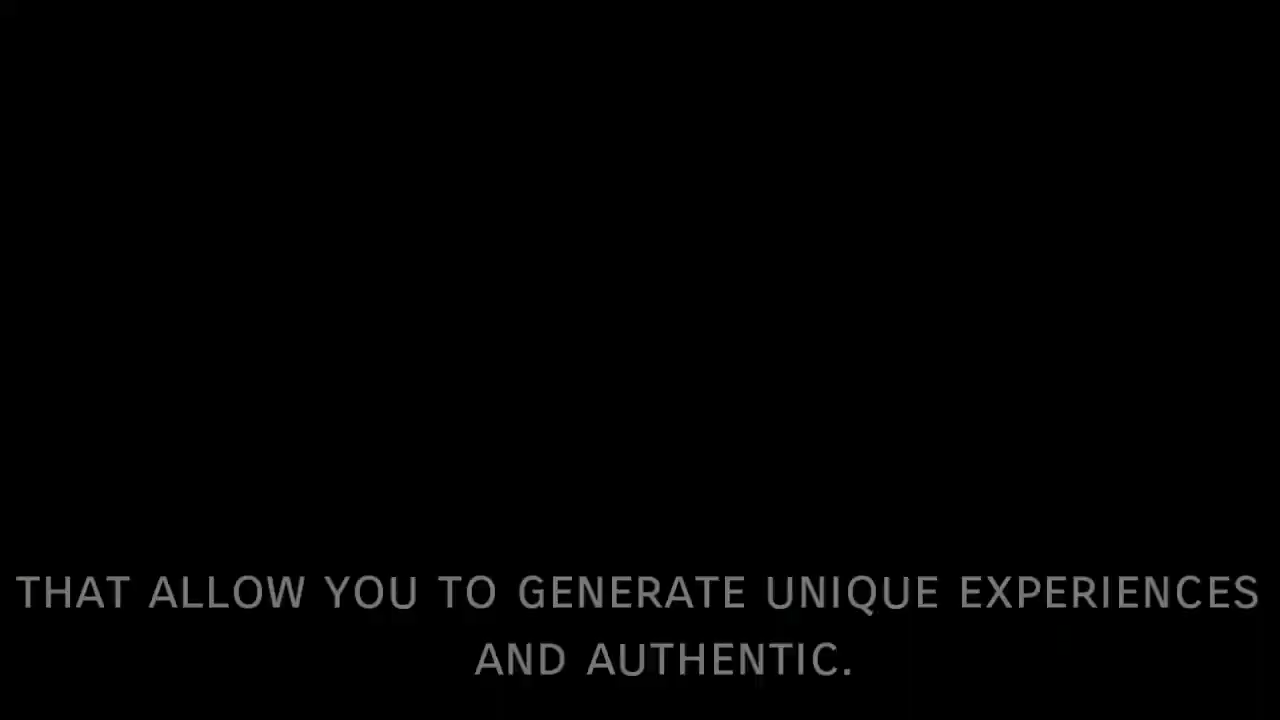 THAT ALLOW YOU TO GENERATE UNIQUE EXPERIENCES
AND AUTHENTIC.